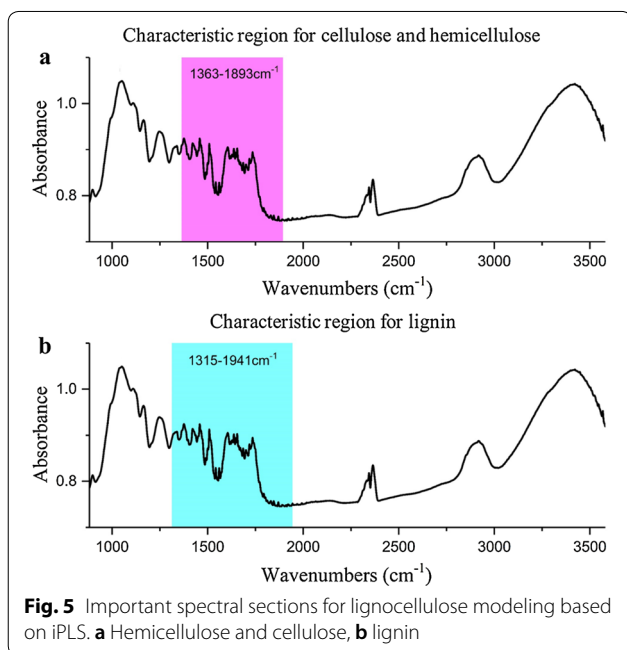 Characteristic region for cellulose and hemicellulose
a
1363-1893cm⁻¹
Absorbance
1.0
0.8
1000 1500 2000 2500 3000 3500
Wavenumbers (cm⁻¹)
Characteristic region for lignin
b
1315-1941cm⁻¹
Absorbance
1.0
0.8
1000 1500 2000 2500 3000 3500
Wavenumbers (cm⁻¹)
Fig. 5 Important spectral sections for lignocellulose modeling based
on iPLS. a Hemicellulose and cellulose, b lignin